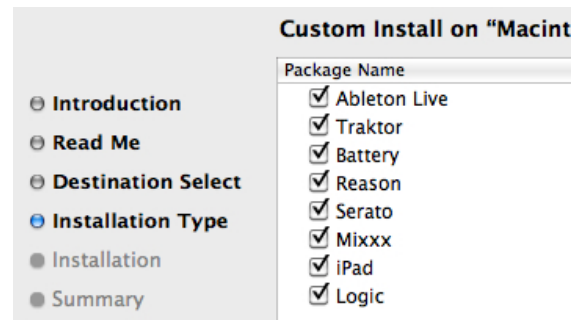 Custom Install on “Macint
Package Name
Ableton Live
Traktor
Battery
Reason
Serato
Mixxx
iPad
Logic
Introduction
Read Me
Destination Select
Installation Type
Installation
Summary